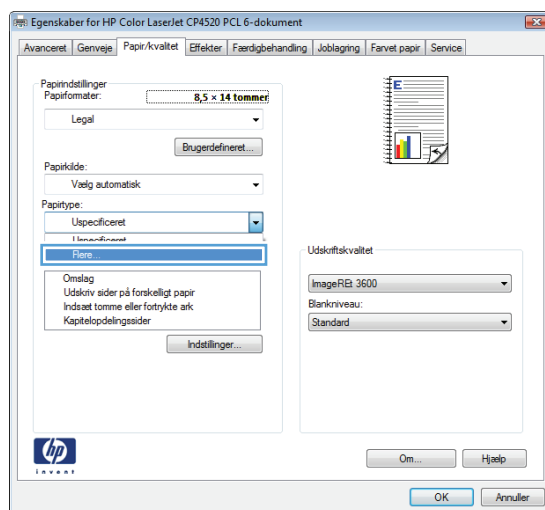 Egenskaber for HP Color LaserJet CP4520 PCL 6-dokument
Avanceret Genveje Papir/kvalitet Effekter Færdigbehandling Joblagring Farvet papir Service
Papirindstillinger
Papirformater: 8,5 × 14 tommer
Legal
Brugerdefineret...
Papirkilde:
Vælg automatisk
Papirtype:
Uspecificeret
Uspecificeret
Flere...
Omslag
Udskriv sider på forskelligt papir
Indsæt tomme eller fortrykte ark
Kapitelopdelingssider
Indstillinger...
E
Udskriftskvalitet
ImageREt 3600
Blankniveau:
Standard
hp
invent
Om... Hjælp
OK Annuller